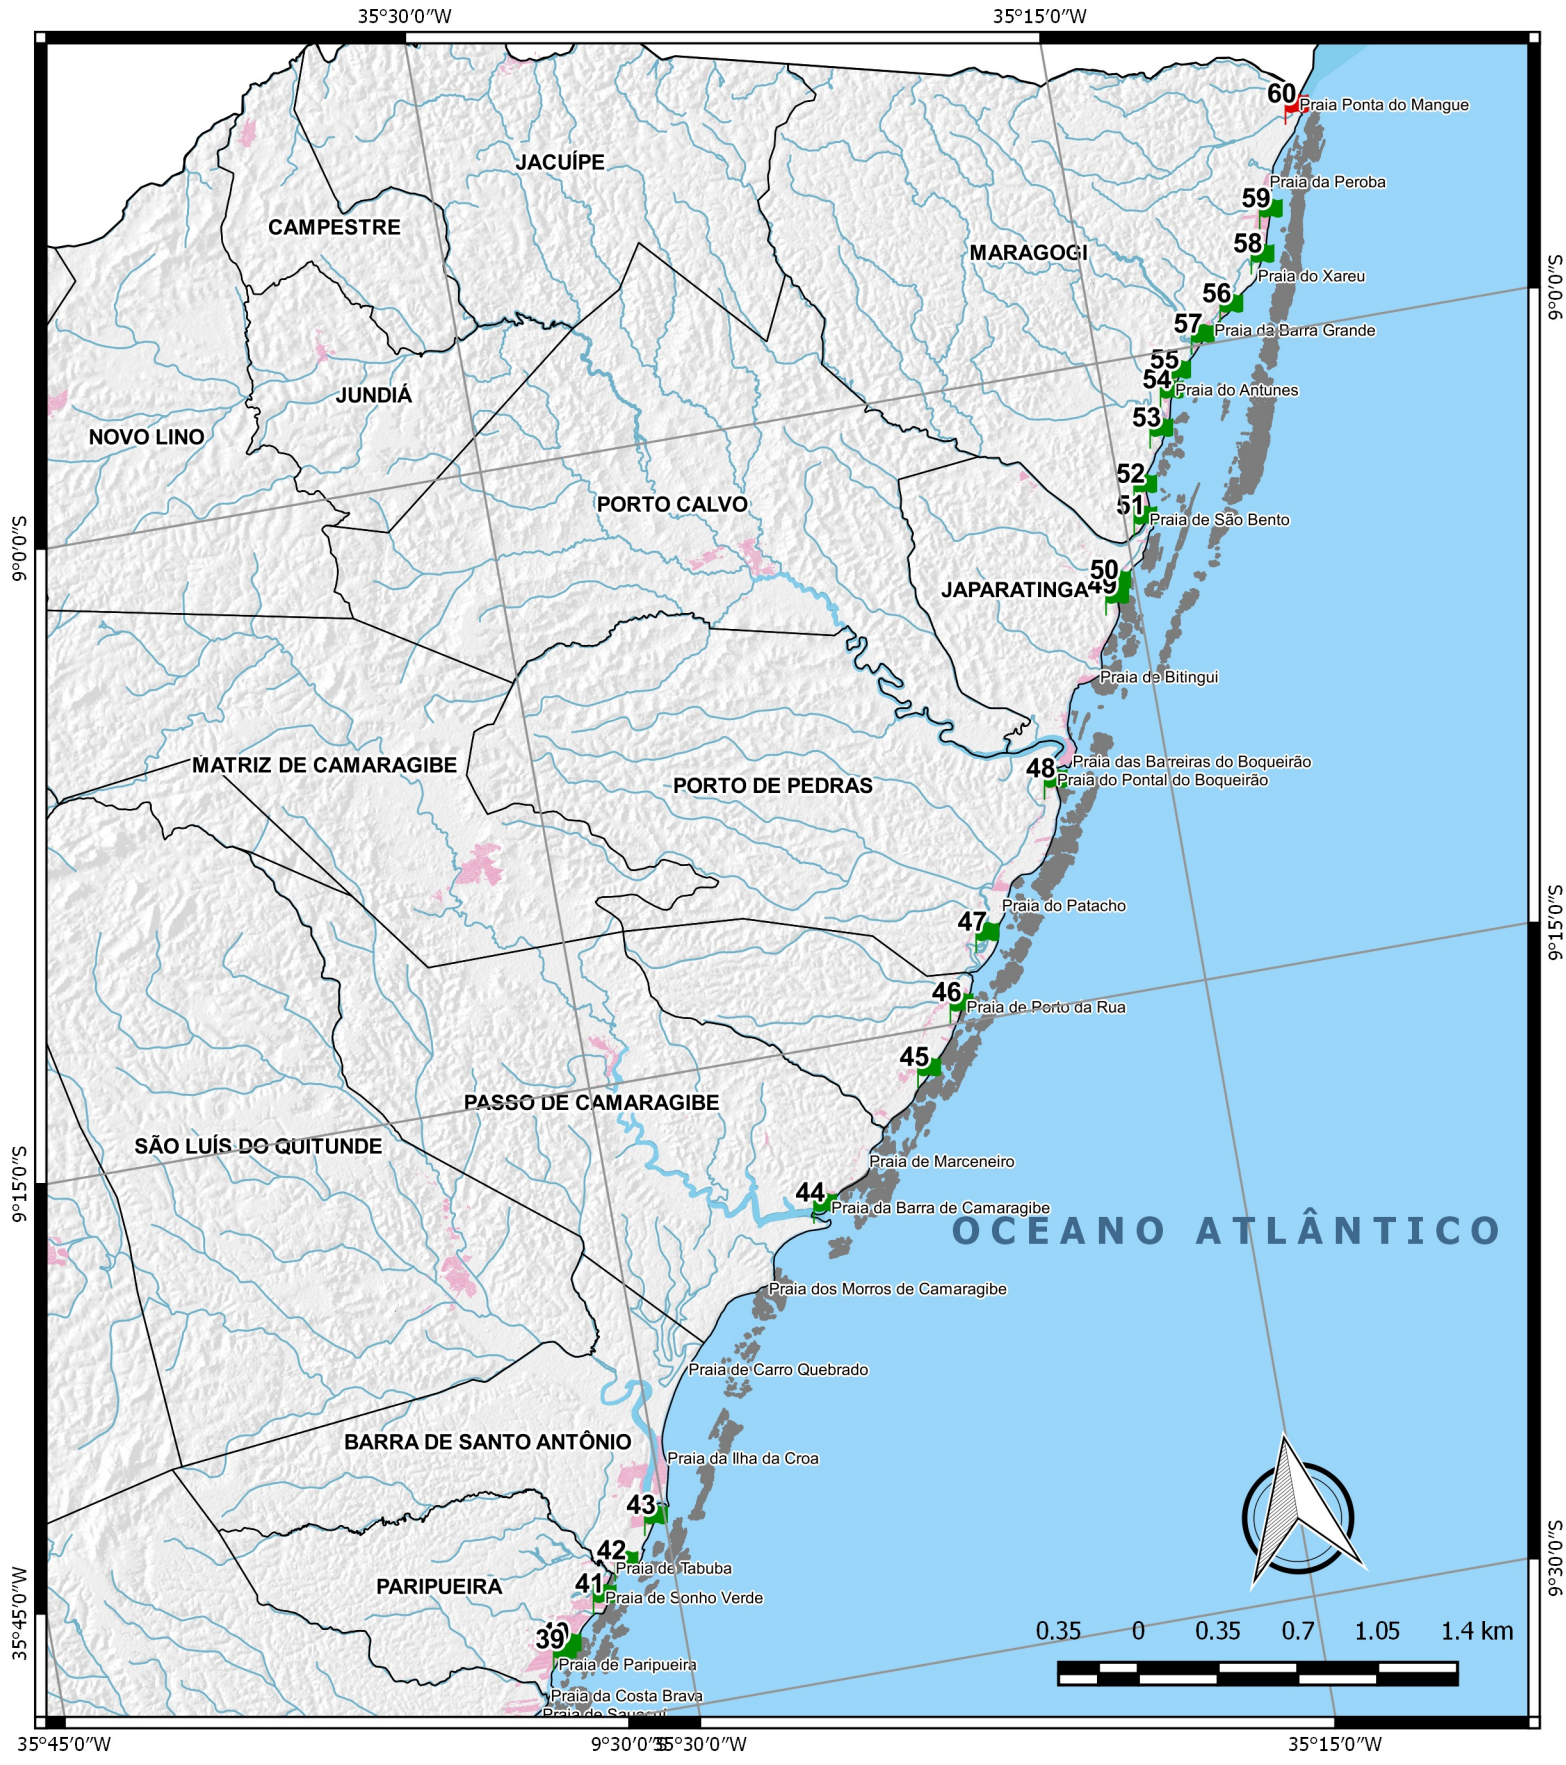 35°30′0″W
35°15′0″W
60
Praia Ponta do Mangue
JACUÍPE
Praia da Peroba
59
CAMPESTRE
MARAGOGI
58
Praia do Xareu
9°0′0″S
56
57
Praia da Barra Grande
55
54
Praia do Antunes
JUNDIÁ
53
NOVO LINO
52
PORTO CALVO
51
Praia de São Bento
9°0′0″S
50
JAPARATINGA
49
Praia de Bitingui
MATRIZ DE CAMARAGIBE
Praia das Barreiras do Boqueirão
48
Praia do Pontal do Boqueirão
PORTO DE PEDRAS
Praia do Patacho
47
9°15′0″S
46
Praia de Porto da Rua
45
PASSO DE CAMARAGIBE
SÃO LUÍS DO QUITUNDE
Praia de Marceneiro
9°15′0″S
44
Praia da Barra de Camaragibe
OCEANO ATLÂNTICO
Praia dos Morros de Camaragibe
Praia de Carro Quebrado
BARRA DE SANTO ANTÔNIO
Praia da Ilha da Croa
43
42
Praia de Tabuba
9°30′0″S
41
PARIPUEIRA
Praia de Sonho Verde
35°45′0″W
40
39
0.35 0 0.35 0.7 1.05 1.4 km
Praia de Paripueira
Praia da Costa Brava
Praia de Sauaçuí
35°45′0″W
9°30′0″S
35°30′0″W
35°15′0″W